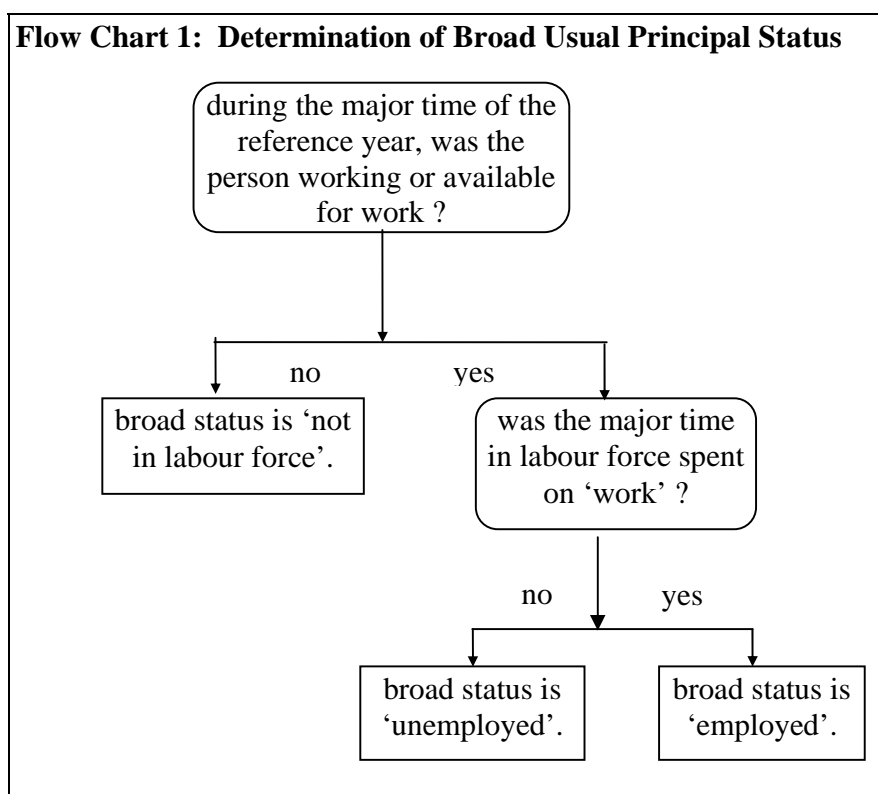 Flow Chart 1: Determination of Broad Usual Principal Status
during the major time of the
reference year, was the
person working or available
for work ?
no
yes
broad status is ‘not
in labour force’.
was the major time
in labour force spent
on ‘work’ ?
no
yes
broad status is
‘unemployed’.
broad status is
‘employed’.